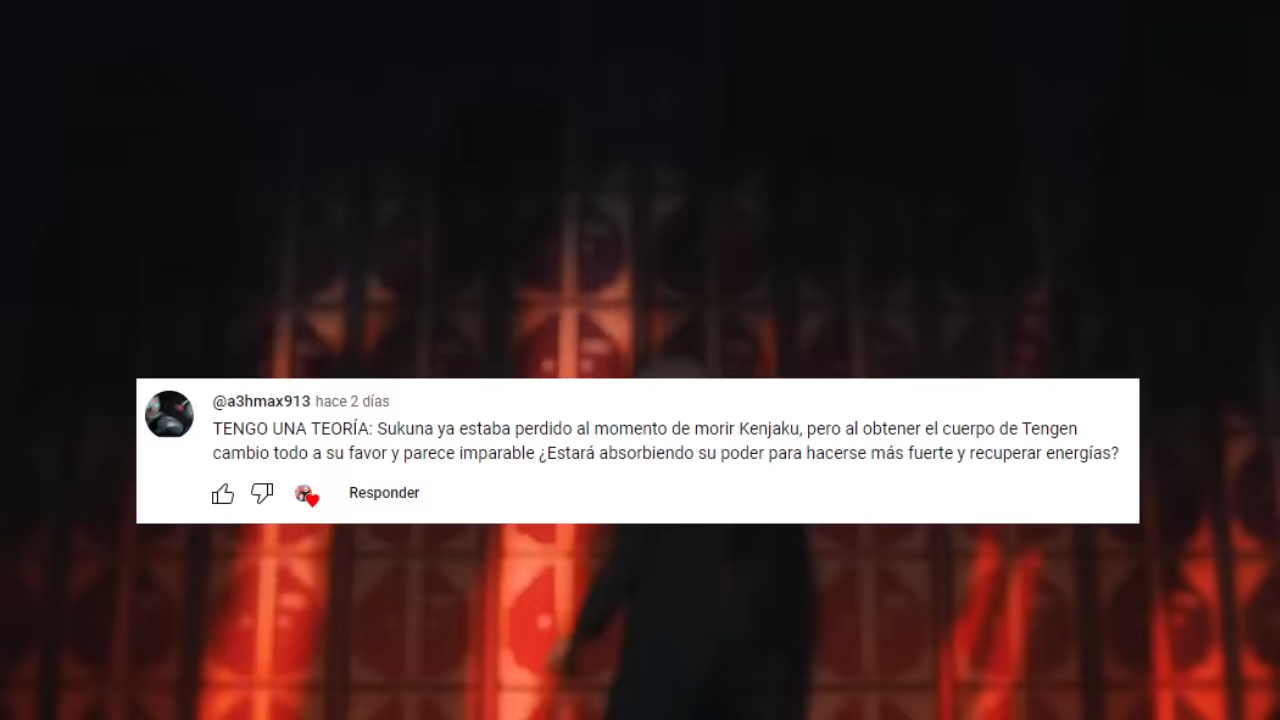 @a3hmax913 hace 2 días
TENGO UNA TEORÍA: Sukuna ya estaba perdido al momento de morir Kenjaku, pero al obtener el cuerpo de Tengen
cambio todo a su favor y parece imparable ¿Estará absorbiendo su poder para hacerse más fuerte y recuperar energías?
Responder